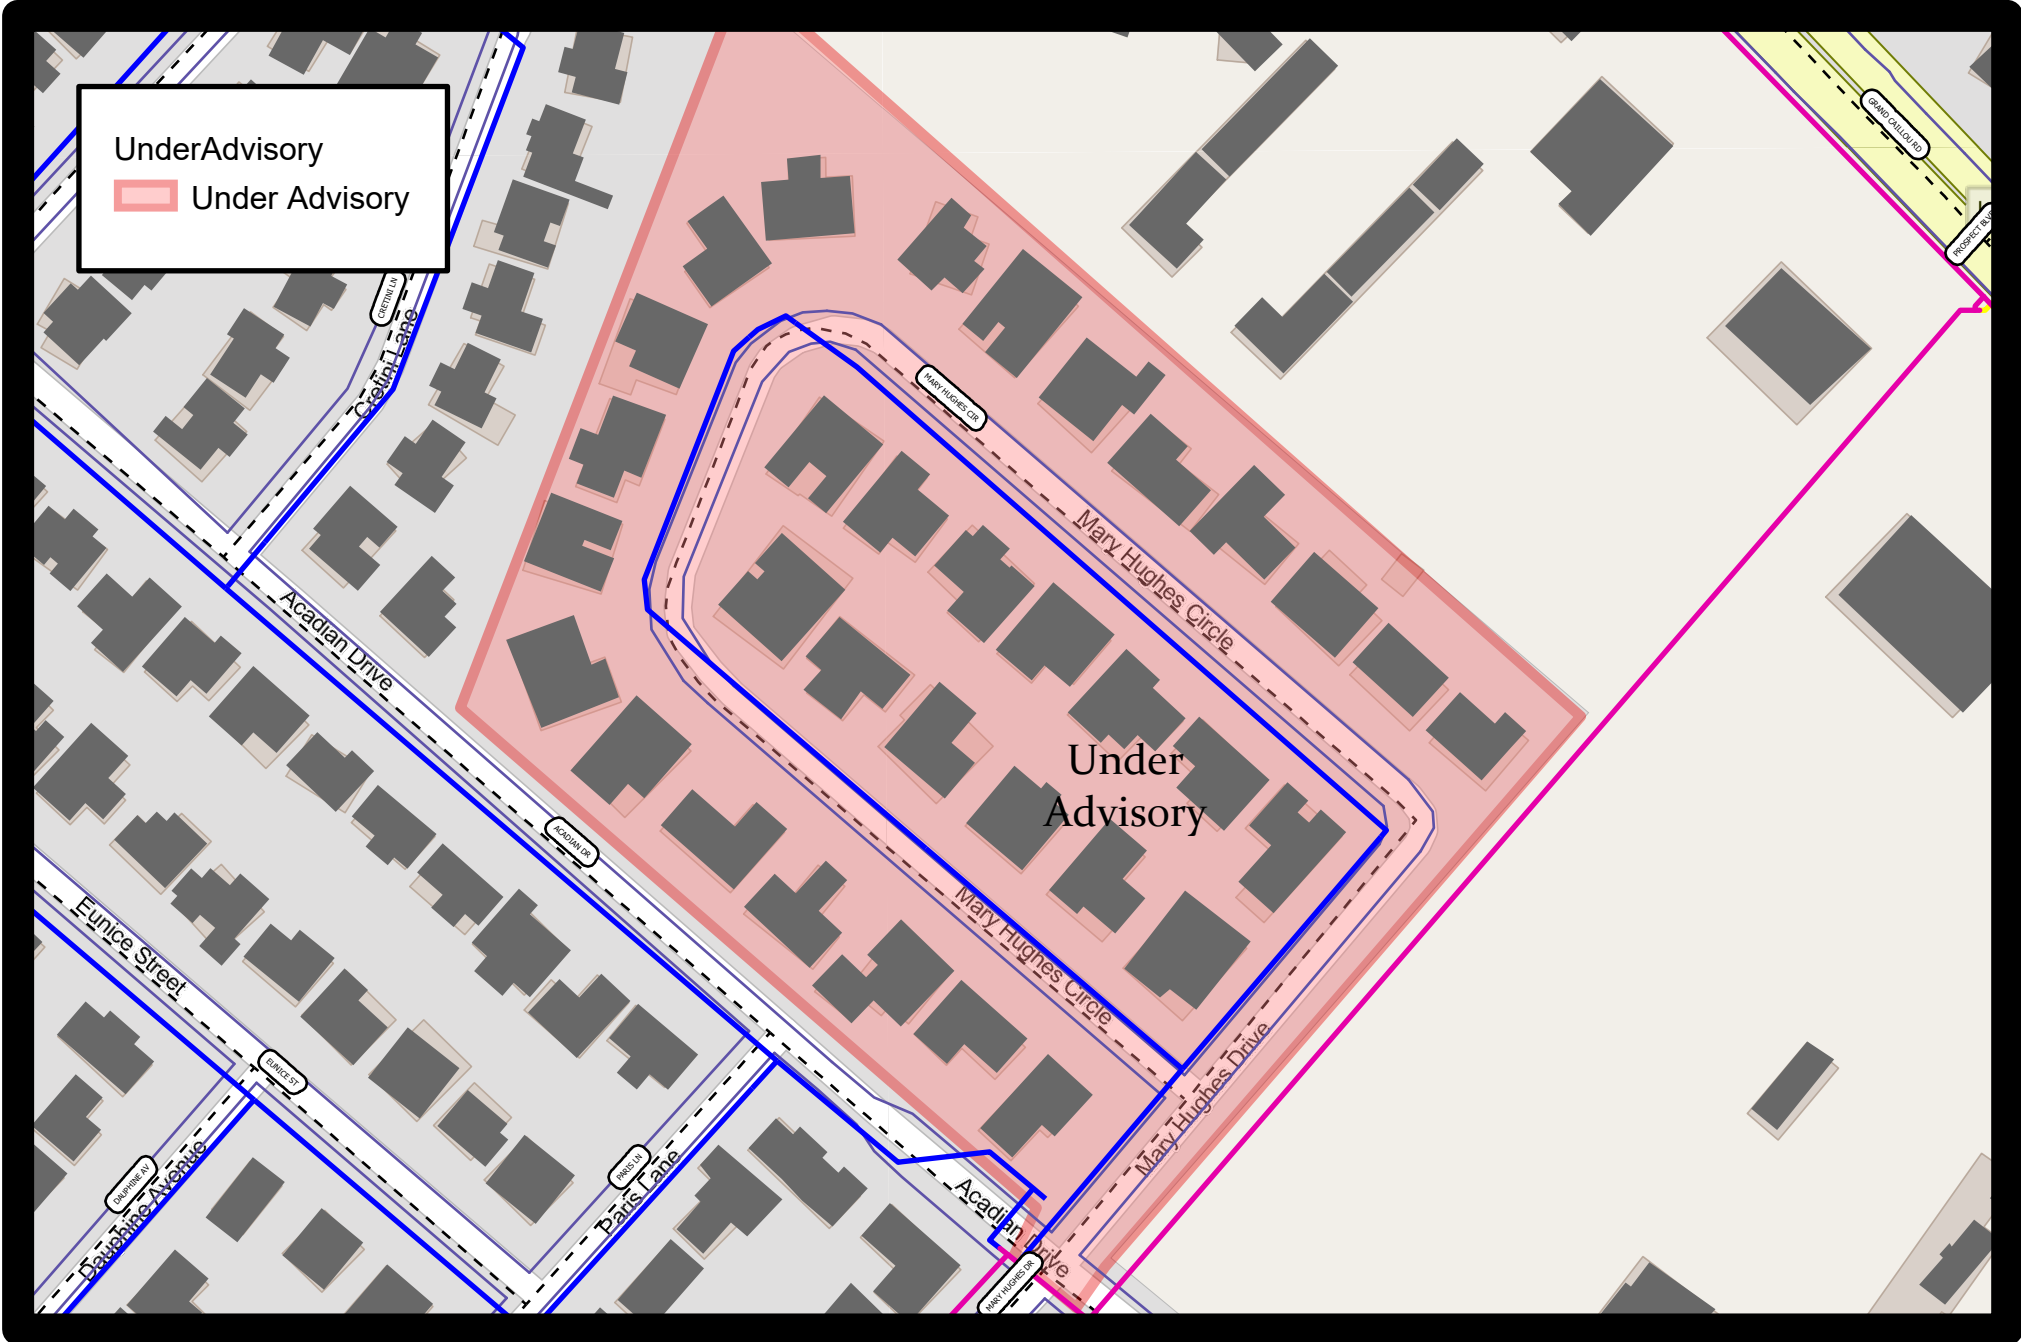 GRAND CAILLOU RD
UnderAdvisory
Under Advisory
PROSPECT BLVD
CRETINI LN
Cretini Lane
MARY HUGHES CIR
Mary Hughes Circle
Acadian Drive
Under
Advisory
ACADIAN DR
Mary Hughes Circle
Eunice Street
EUNICE ST
Mary Hughes Drive
DAUPHINE AV
Dauphine Avenue
PARIS LN
Paris Lane
Acadian Drive
MARY HUGHES DR